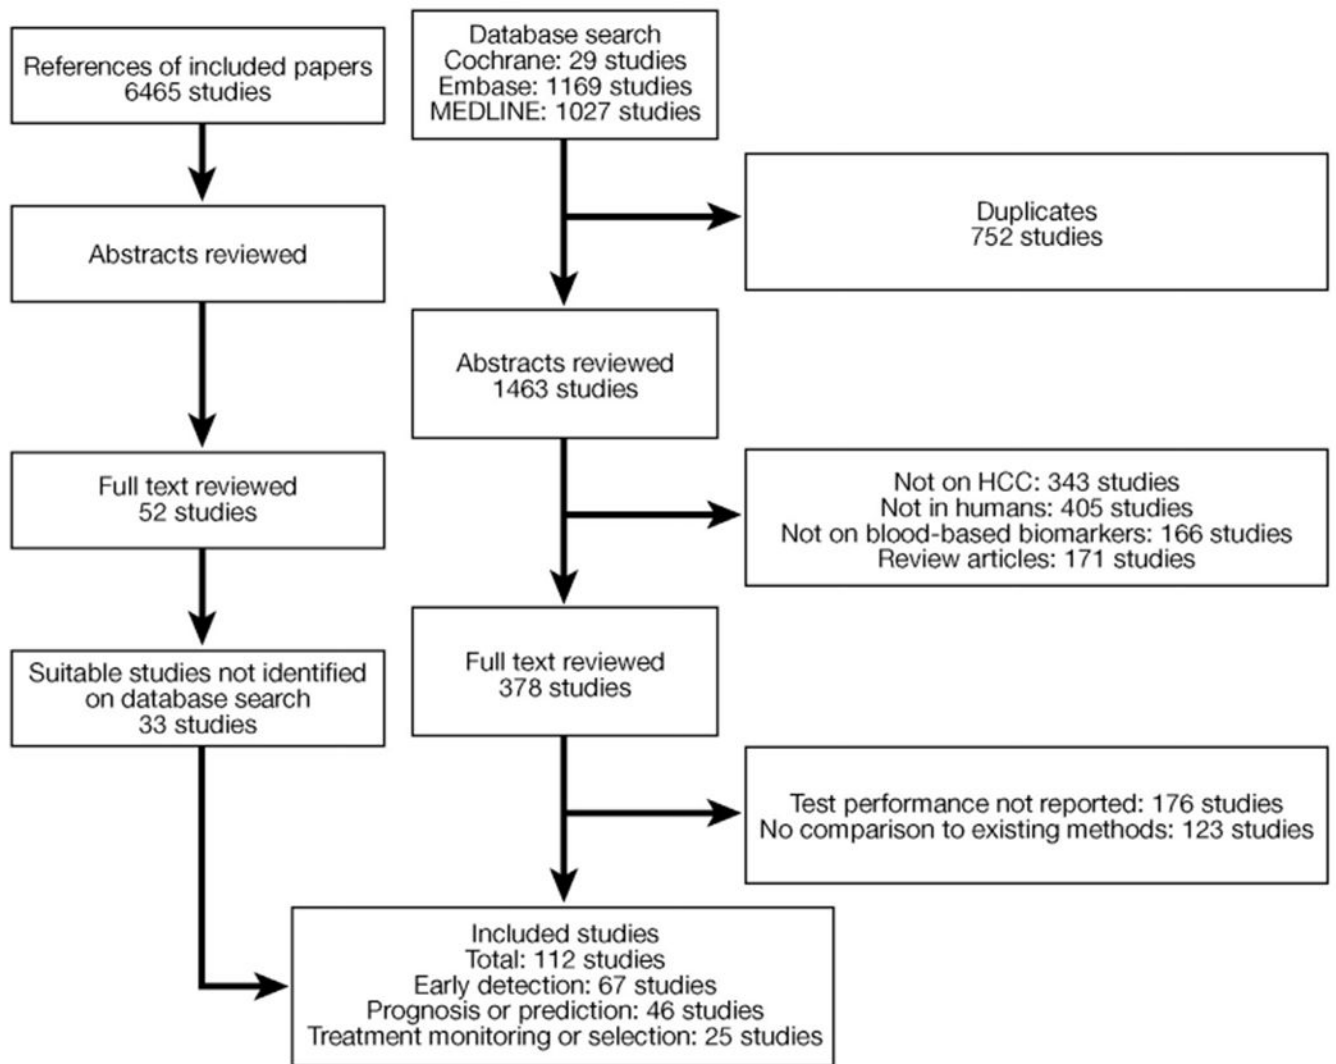 References of included papers
6465 studies
Database search
Cochrane: 29 studies
Embase: 1169 studies
MEDLINE: 1027 studies
Duplicates
752 studies
Abstracts reviewed
Abstracts reviewed
1463 studies
Not on HCC: 343 studies
Not in humans: 405 studies
Not on blood-based biomarkers: 166 studies
Review articles: 171 studies
Full text reviewed
52 studies
Full text reviewed
378 studies
Suitable studies not identified
on database search
33 studies
Test performance not reported: 176 studies
No comparison to existing methods: 123 studies
Included studies
Total: 112 studies
Early detection: 67 studies
Prognosis or prediction: 46 studies
Treatment monitoring or selection: 25 studies